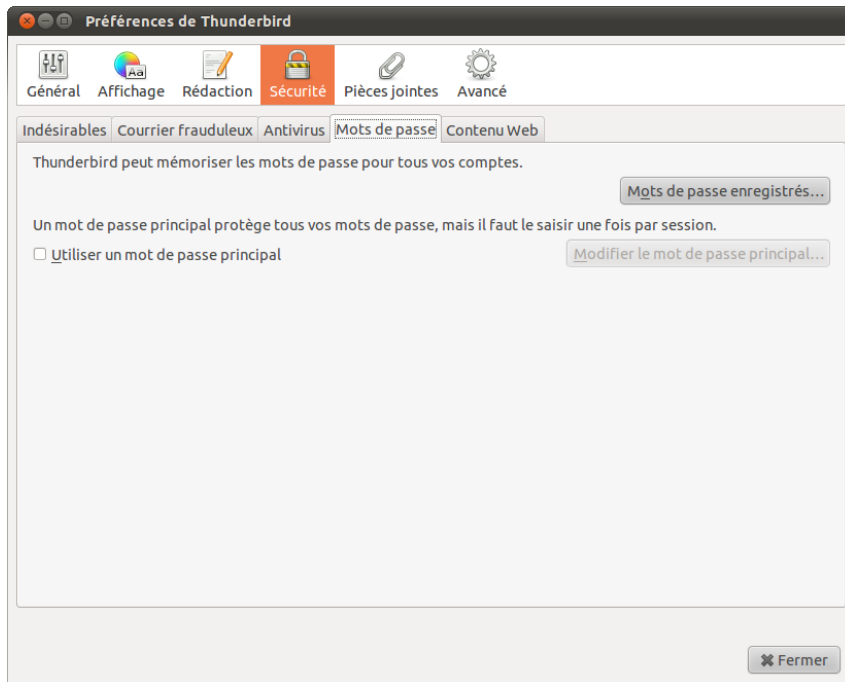 Préférences de Thunderbird
Aa
Général Affichage Rédaction Sécurité Pièces jointes Avancé
Indésirables Courrier frauduleux Antivirus Mots de passe Contenu Web
Thunderbird peut mémoriser les mots de passe pour tous vos comptes.
Mots de passe enregistrés...
Un mot de passe principal protège tous vos mots de passe, mais il faut le saisir une fois par session.
Utiliser un mot de passe principal Modifier le mot de passe principal...
Fermer